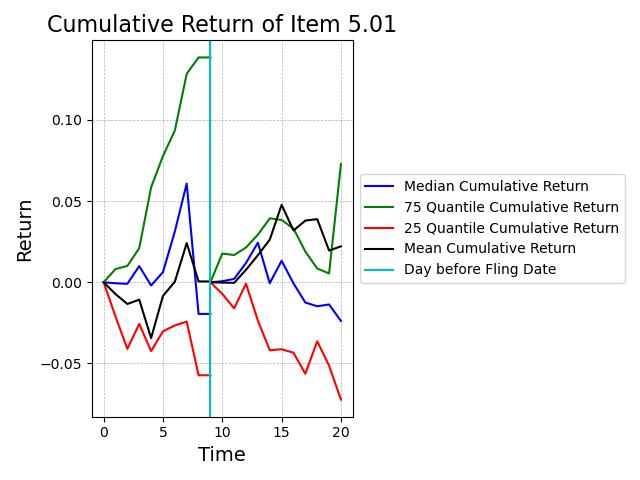 Cumulative Return of Item 5.01
Return
0.10
0.05
0.00
−0.05
0
5
10
15
20
Time
Median Cumulative Return
75 Quantile Cumulative Return
25 Quantile Cumulative Return
Mean Cumulative Return
Day before Fling Date